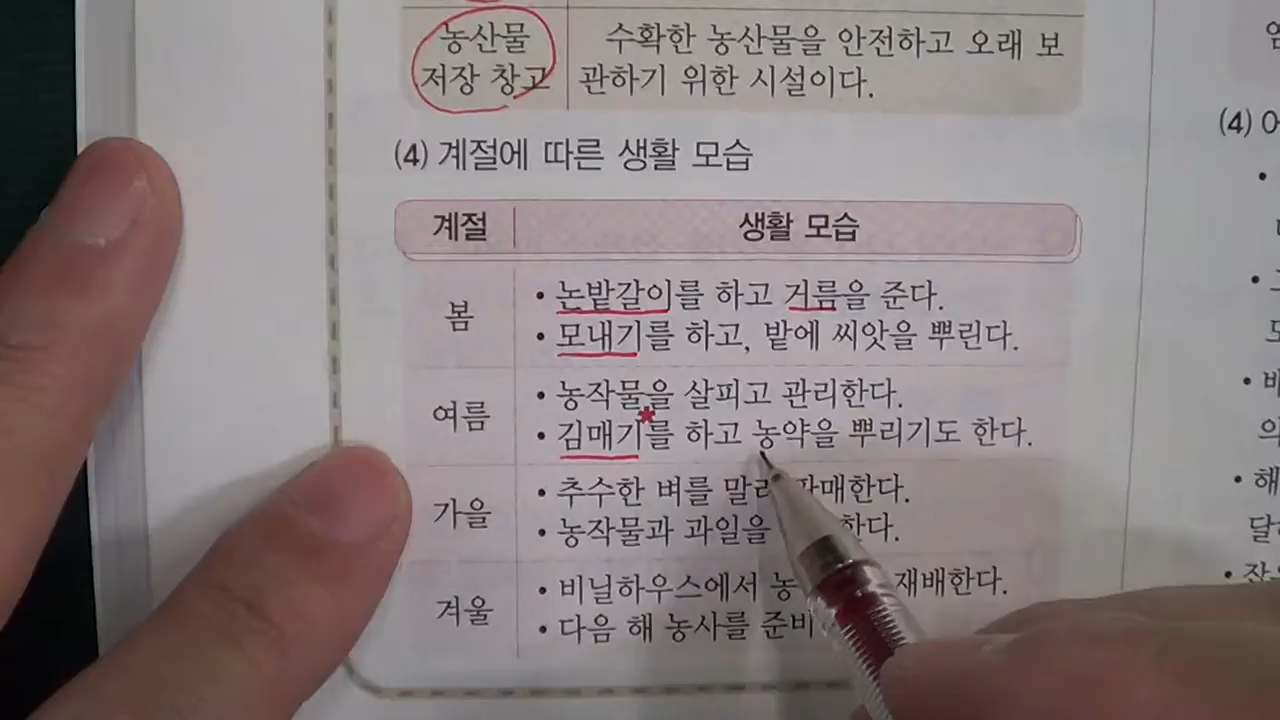 농산물
저장 창고
수확한 농산물을 안전하고 오래 보
관하기 위한 시설이다.
(4) 계절에 따른 생활 모습
계절 생활 모습
봄
• 논밭갈이를 하고 거름을 준다.
• 모내기를 하고, 밭에 씨앗을 뿌린다.
여름
• 농작물을 살피고 관리한다.
• 김매기*를 하고 농약을 뿌리기도 한다.
가을
• 추수한 벼를 말려 판매한다.
• 농작물과 과일을 한다.
겨울
• 비닐하우스에서 재배한다.
• 다음 해 농사를
(4)